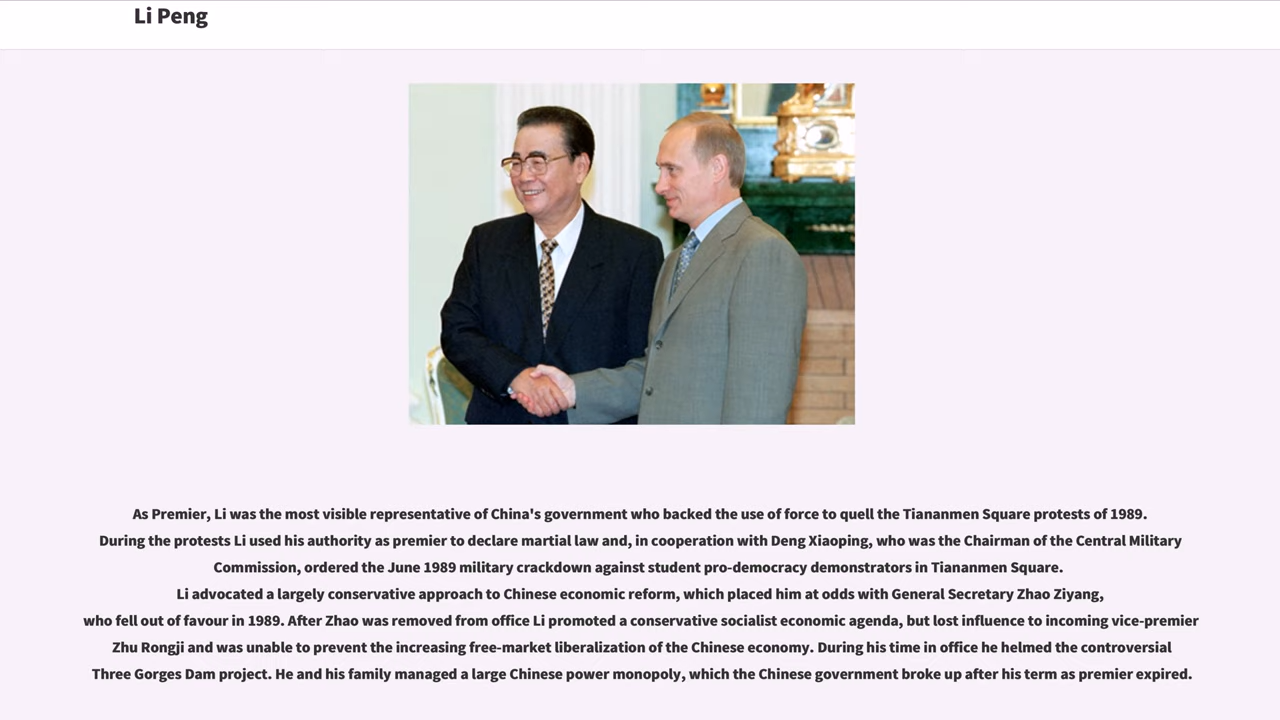 Li Peng
As Premier, Li was the most visible representative of China's government who backed the use of force to quell the Tiananmen Square protests of 1989.
During the protests Li used his authority as premier to declare martial law and, in cooperation with Deng Xiaoping, who was the Chairman of the Central Military
Commission, ordered the June 1989 military crackdown against student pro-democracy demonstrators in Tiananmen Square.
Li advocated a largely conservative approach to Chinese economic reform, which placed him at odds with General Secretary Zhao Ziyang,
who fell out of favour in 1989. After Zhao was removed from office Li promoted a conservative socialist economic agenda, but lost influence to incoming vice-premier
Zhu Rongji and was unable to prevent the increasing free-market liberalization of the Chinese economy. During his time in office he helmed the controversial
Three Gorges Dam project. He and his family managed a large Chinese power monopoly, which the Chinese government broke up after his term as premier expired.